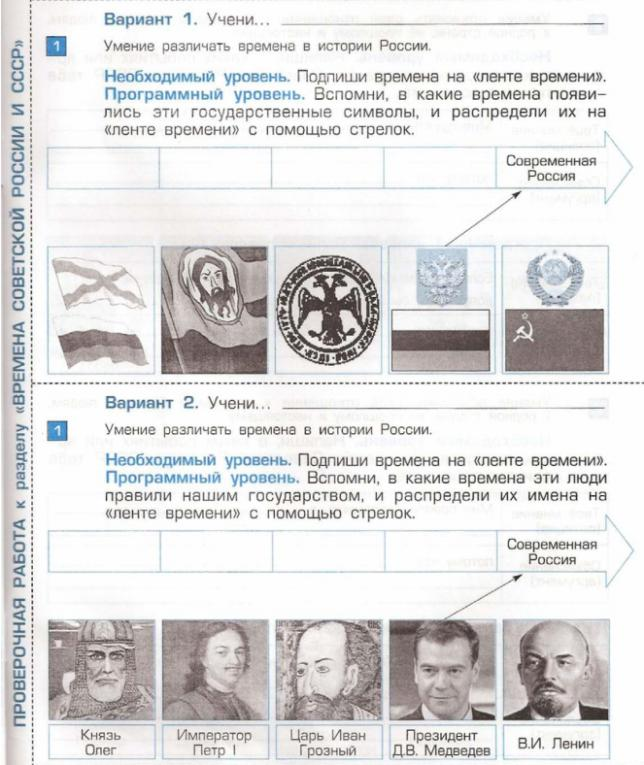 ПРОВЕРОЧНАЯ РАБОТА к разделу «ВРЕМЕНА СОВЕТСКОЙ РОССИИ И СССР»
Вариант 1. Учени...
1
Умение различать времена в истории России.
Необходимый уровень. Подпиши времена на «ленте времени».
Программный уровень. Вспомни, в какие времена появи-
лись эти государственные символы, и распредели их на
«ленте времени» с помощью стрелок.
Современная
Россия
Вариант 2. Учени...
1
Умение различать времена в истории России.
Необходимый уровень. Подпиши времена на «ленте времени».
Программный уровень. Вспомни, в какие времена эти люди
правили нашим государством, и распредели их имена на
«ленте времени» с помощью стрелок.
Современная
Россия
Князь
Олег
Император
Петр I
Царь Иван
Грозный
Президент
Д.В. Медведев
В.И. Ленин